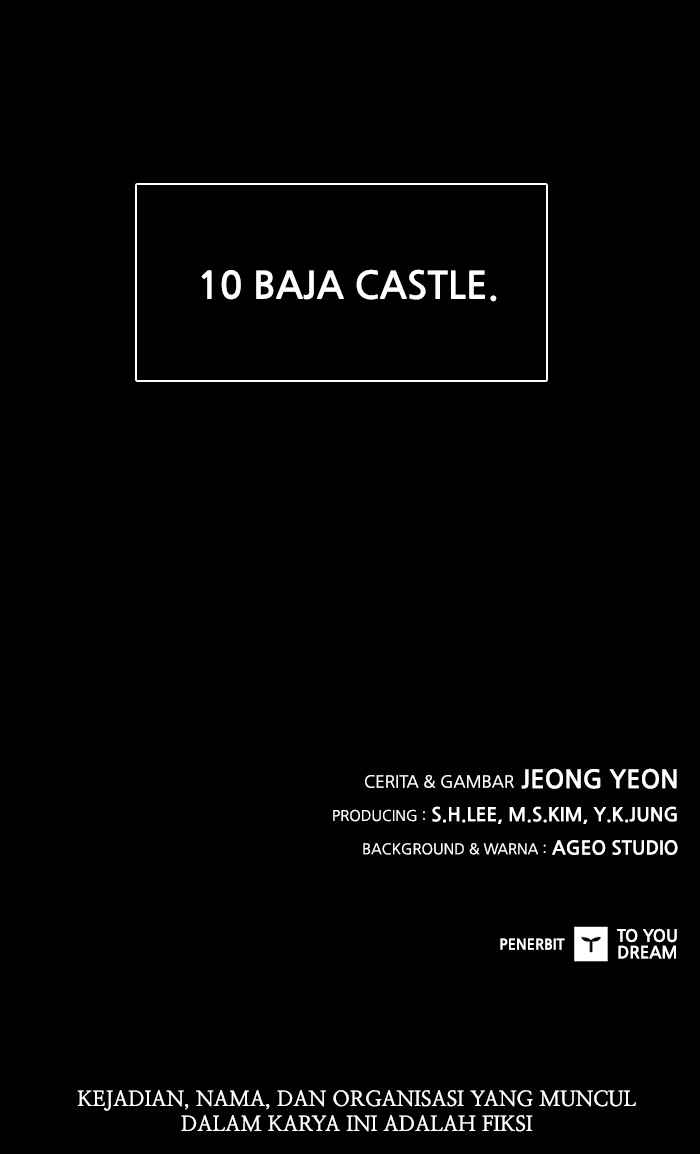 10 BAJA CASTLE.
CERITA & GAMBAR JEONG YEON
PRODUCING : S.H.LEE, M.S.KIM, Y.K.JUNG
BACKGROUND & WARNA : AGEO STUDIO
PENERBIT TO YOU
DREAM
KEJADIAN, NAMA, DAN ORGANISASI YANG MUNCUL
DALAM KARYA INI ADALAH FIKSI